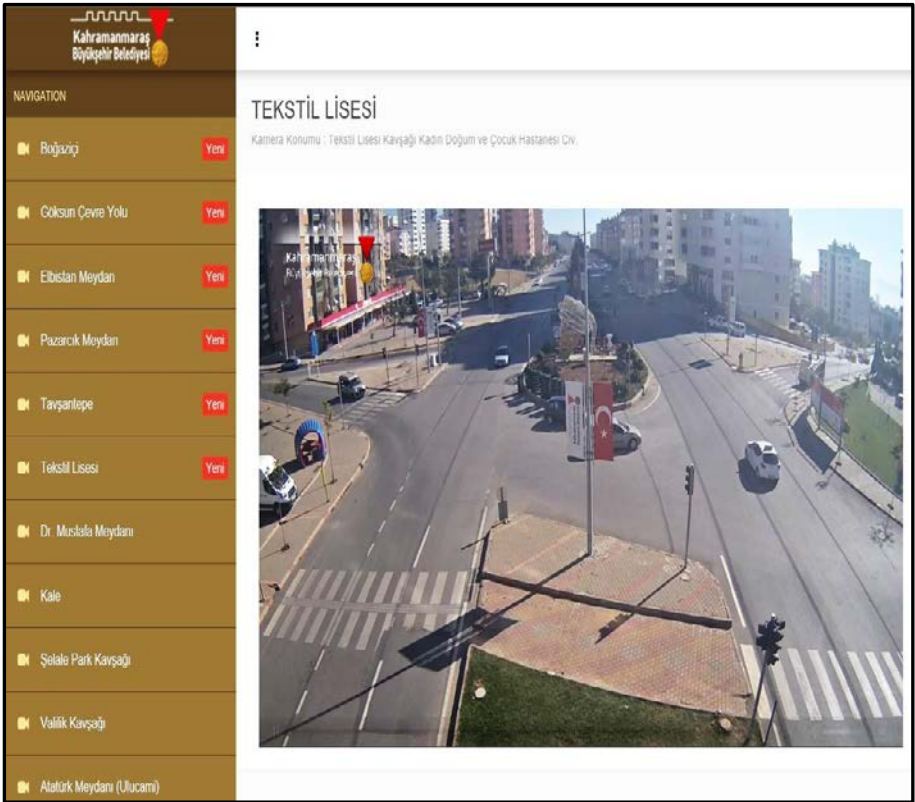 Kahramanmaraş
Büyükşehir Belediyesi
NAVIGATION
Boğaziçi Yeni
Göksun Çevre Yolu Yeni
Elbistan Meydan Yeni
Pazarcık Meydan Yeni
Tavşantepe Yeni
Tekstil Lisesi Yeni
Dr. Mustafa Meydanı
Kale
Şelale Park Kavşağı
Valilik Kavşağı
Atatürk Meydanı (Ulucami)
TEKSTİL LİSESİ
Kamera Konumu : Tekstil Lisesi Kavşağı Kadın Doğum ve Çocuk Hastanesi Civ.
Kahramanmaraş
Büyükşehir Belediyesi